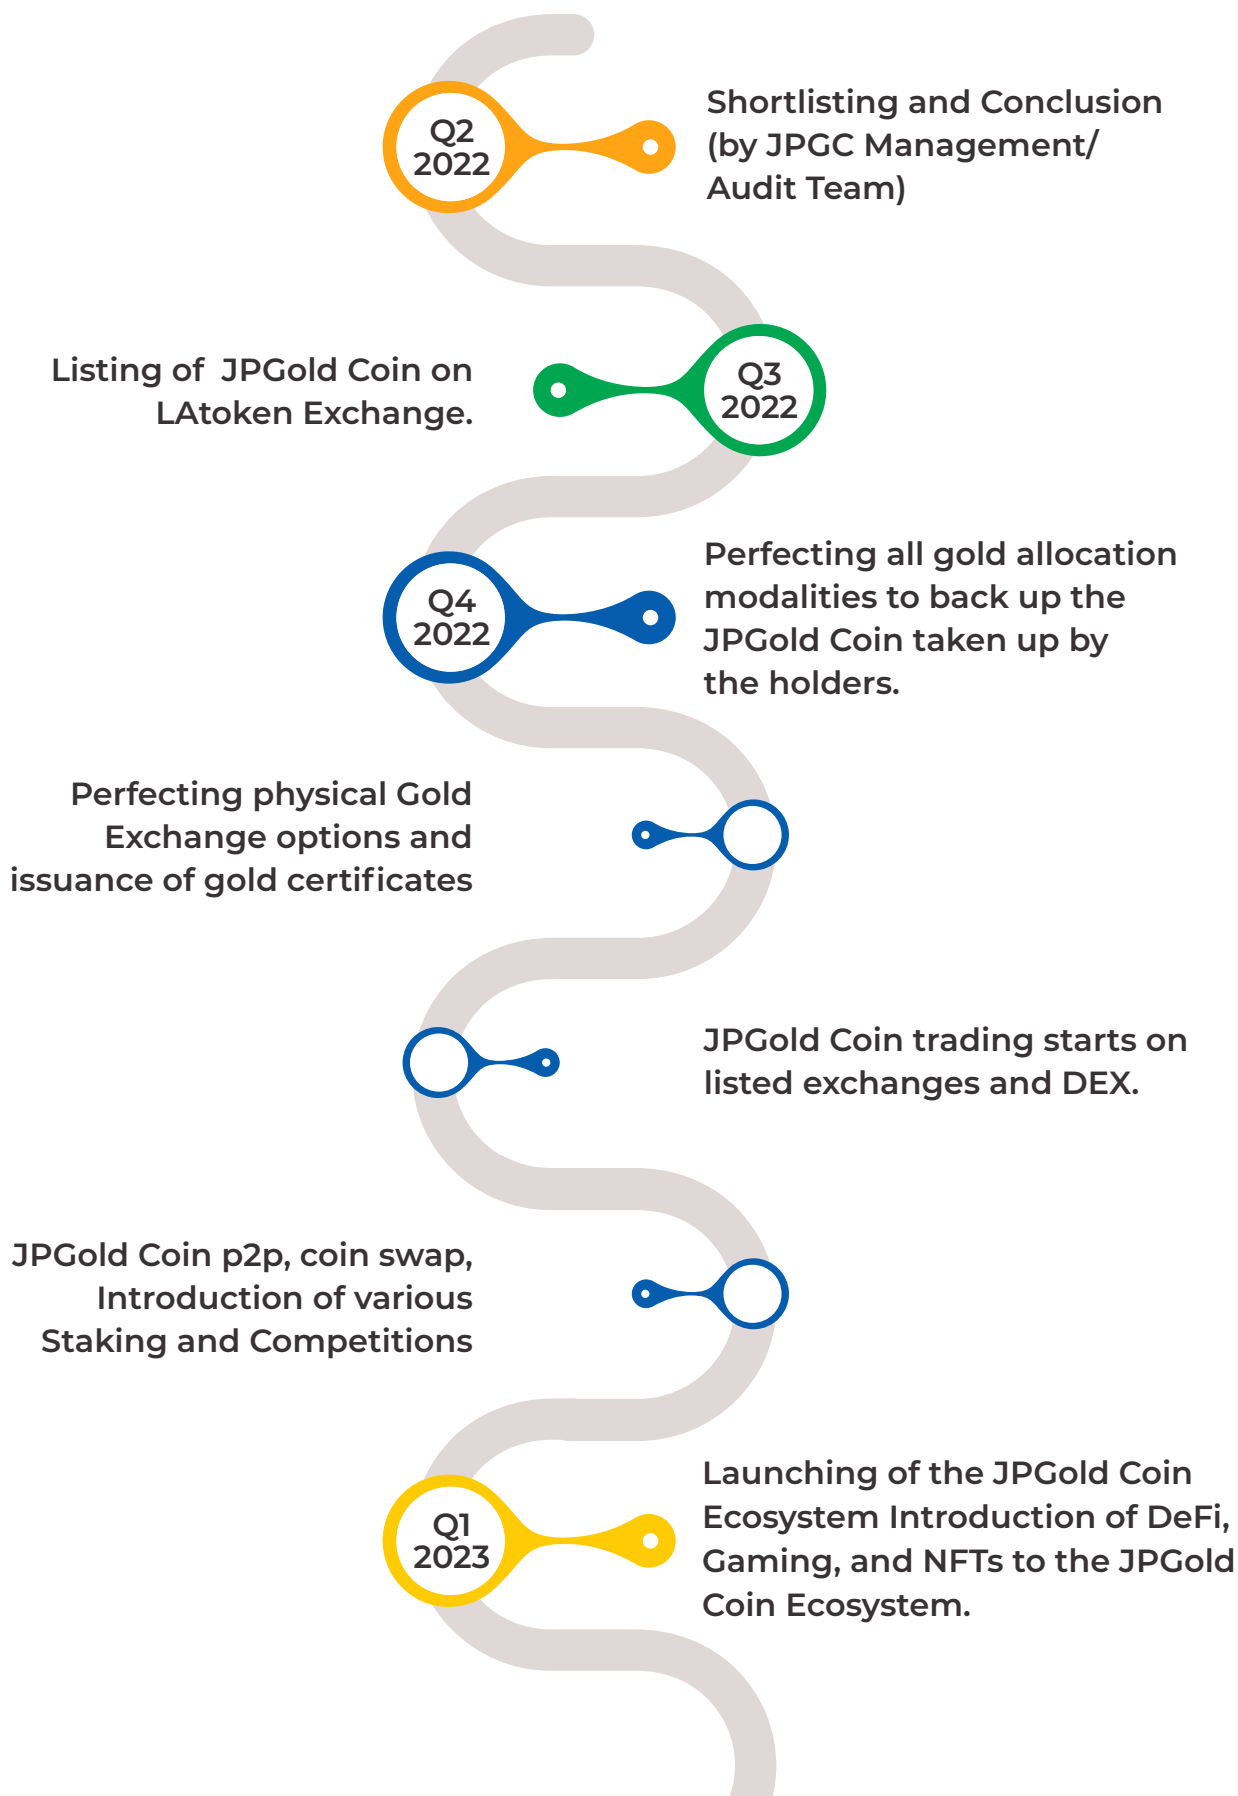 Q2
2022
Shortlisting and Conclusion
(by JPGC Management/
Audit Team)
Listing of JPGold Coin on
LAtoken Exchange.
Q3
2022
Q4
2022
Perfecting all gold allocation
modalities to back up the
JPGold Coin taken up by
the holders.
Perfecting physical Gold
Exchange options and
issuance of gold certificates
JPGold Coin trading starts on
listed exchanges and DEX.
JPGold Coin p2p, coin swap,
Introduction of various
Staking and Competitions
Q1
2023
Launching of the JPGold Coin
Ecosystem Introduction of DeFi,
Gaming, and NFTs to the JPGold
Coin Ecosystem.